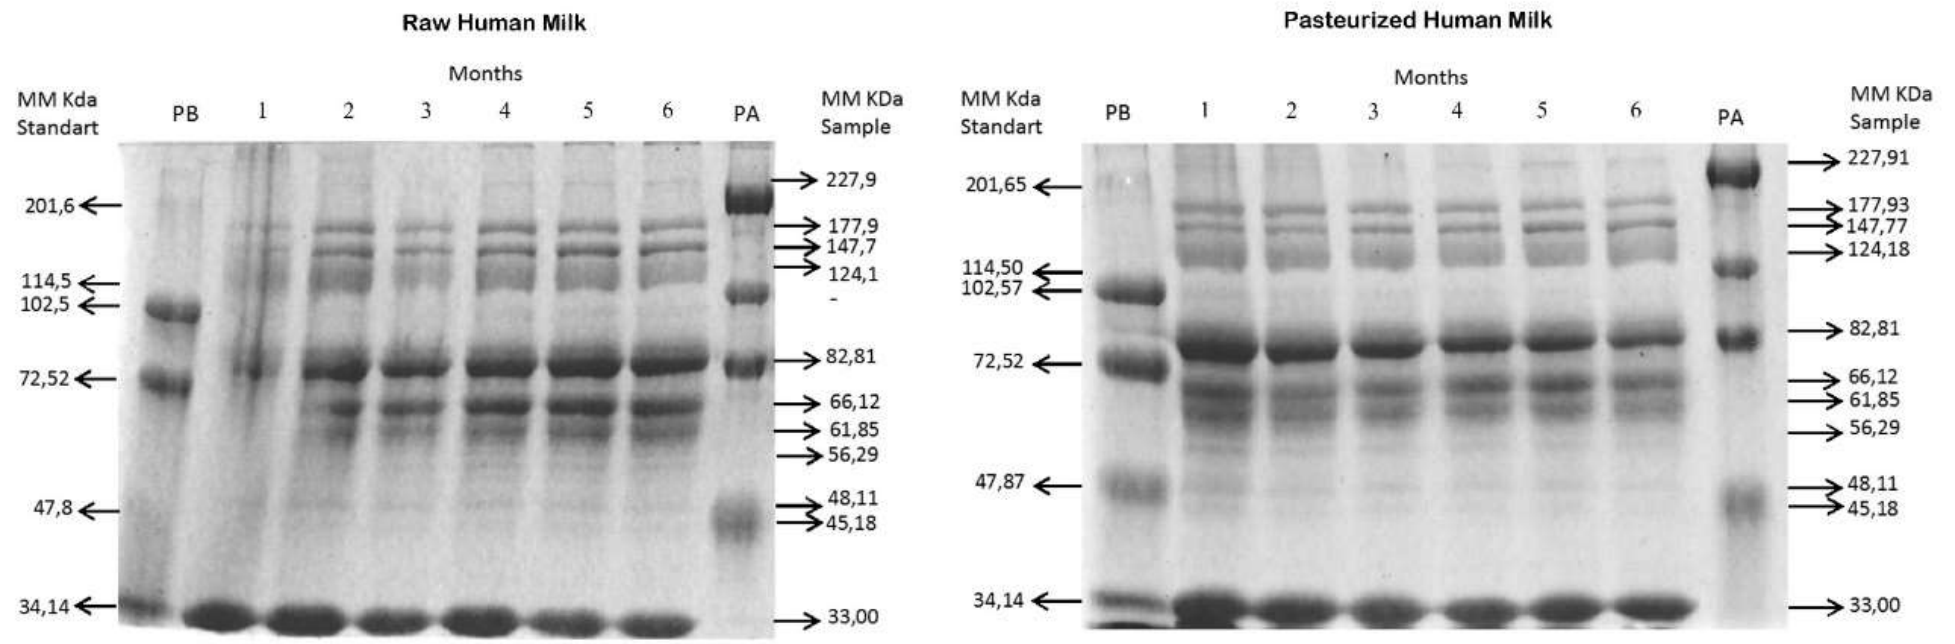 Raw Human Milk
Months
MM Kda
Standart
PB 1 2 3 4 5 6 PA
MM KDa
Sample
201,6
114,5
102,5
72,52
47,8
34,14
227,9
177,9
147,7
124,1
-
82,81
66,12
61,85
56,29
48,11
45,18
33,00
Pasteurized Human Milk
Months
MM Kda
Standart
PB 1 2 3 4 5 6 PA
MM KDa
Sample
201,65
114,50
102,57
72,52
47,87
34,14
227,91
177,93
147,77
124,18
82,81
66,12
61,85
56,29
48,11
45,18
33,00